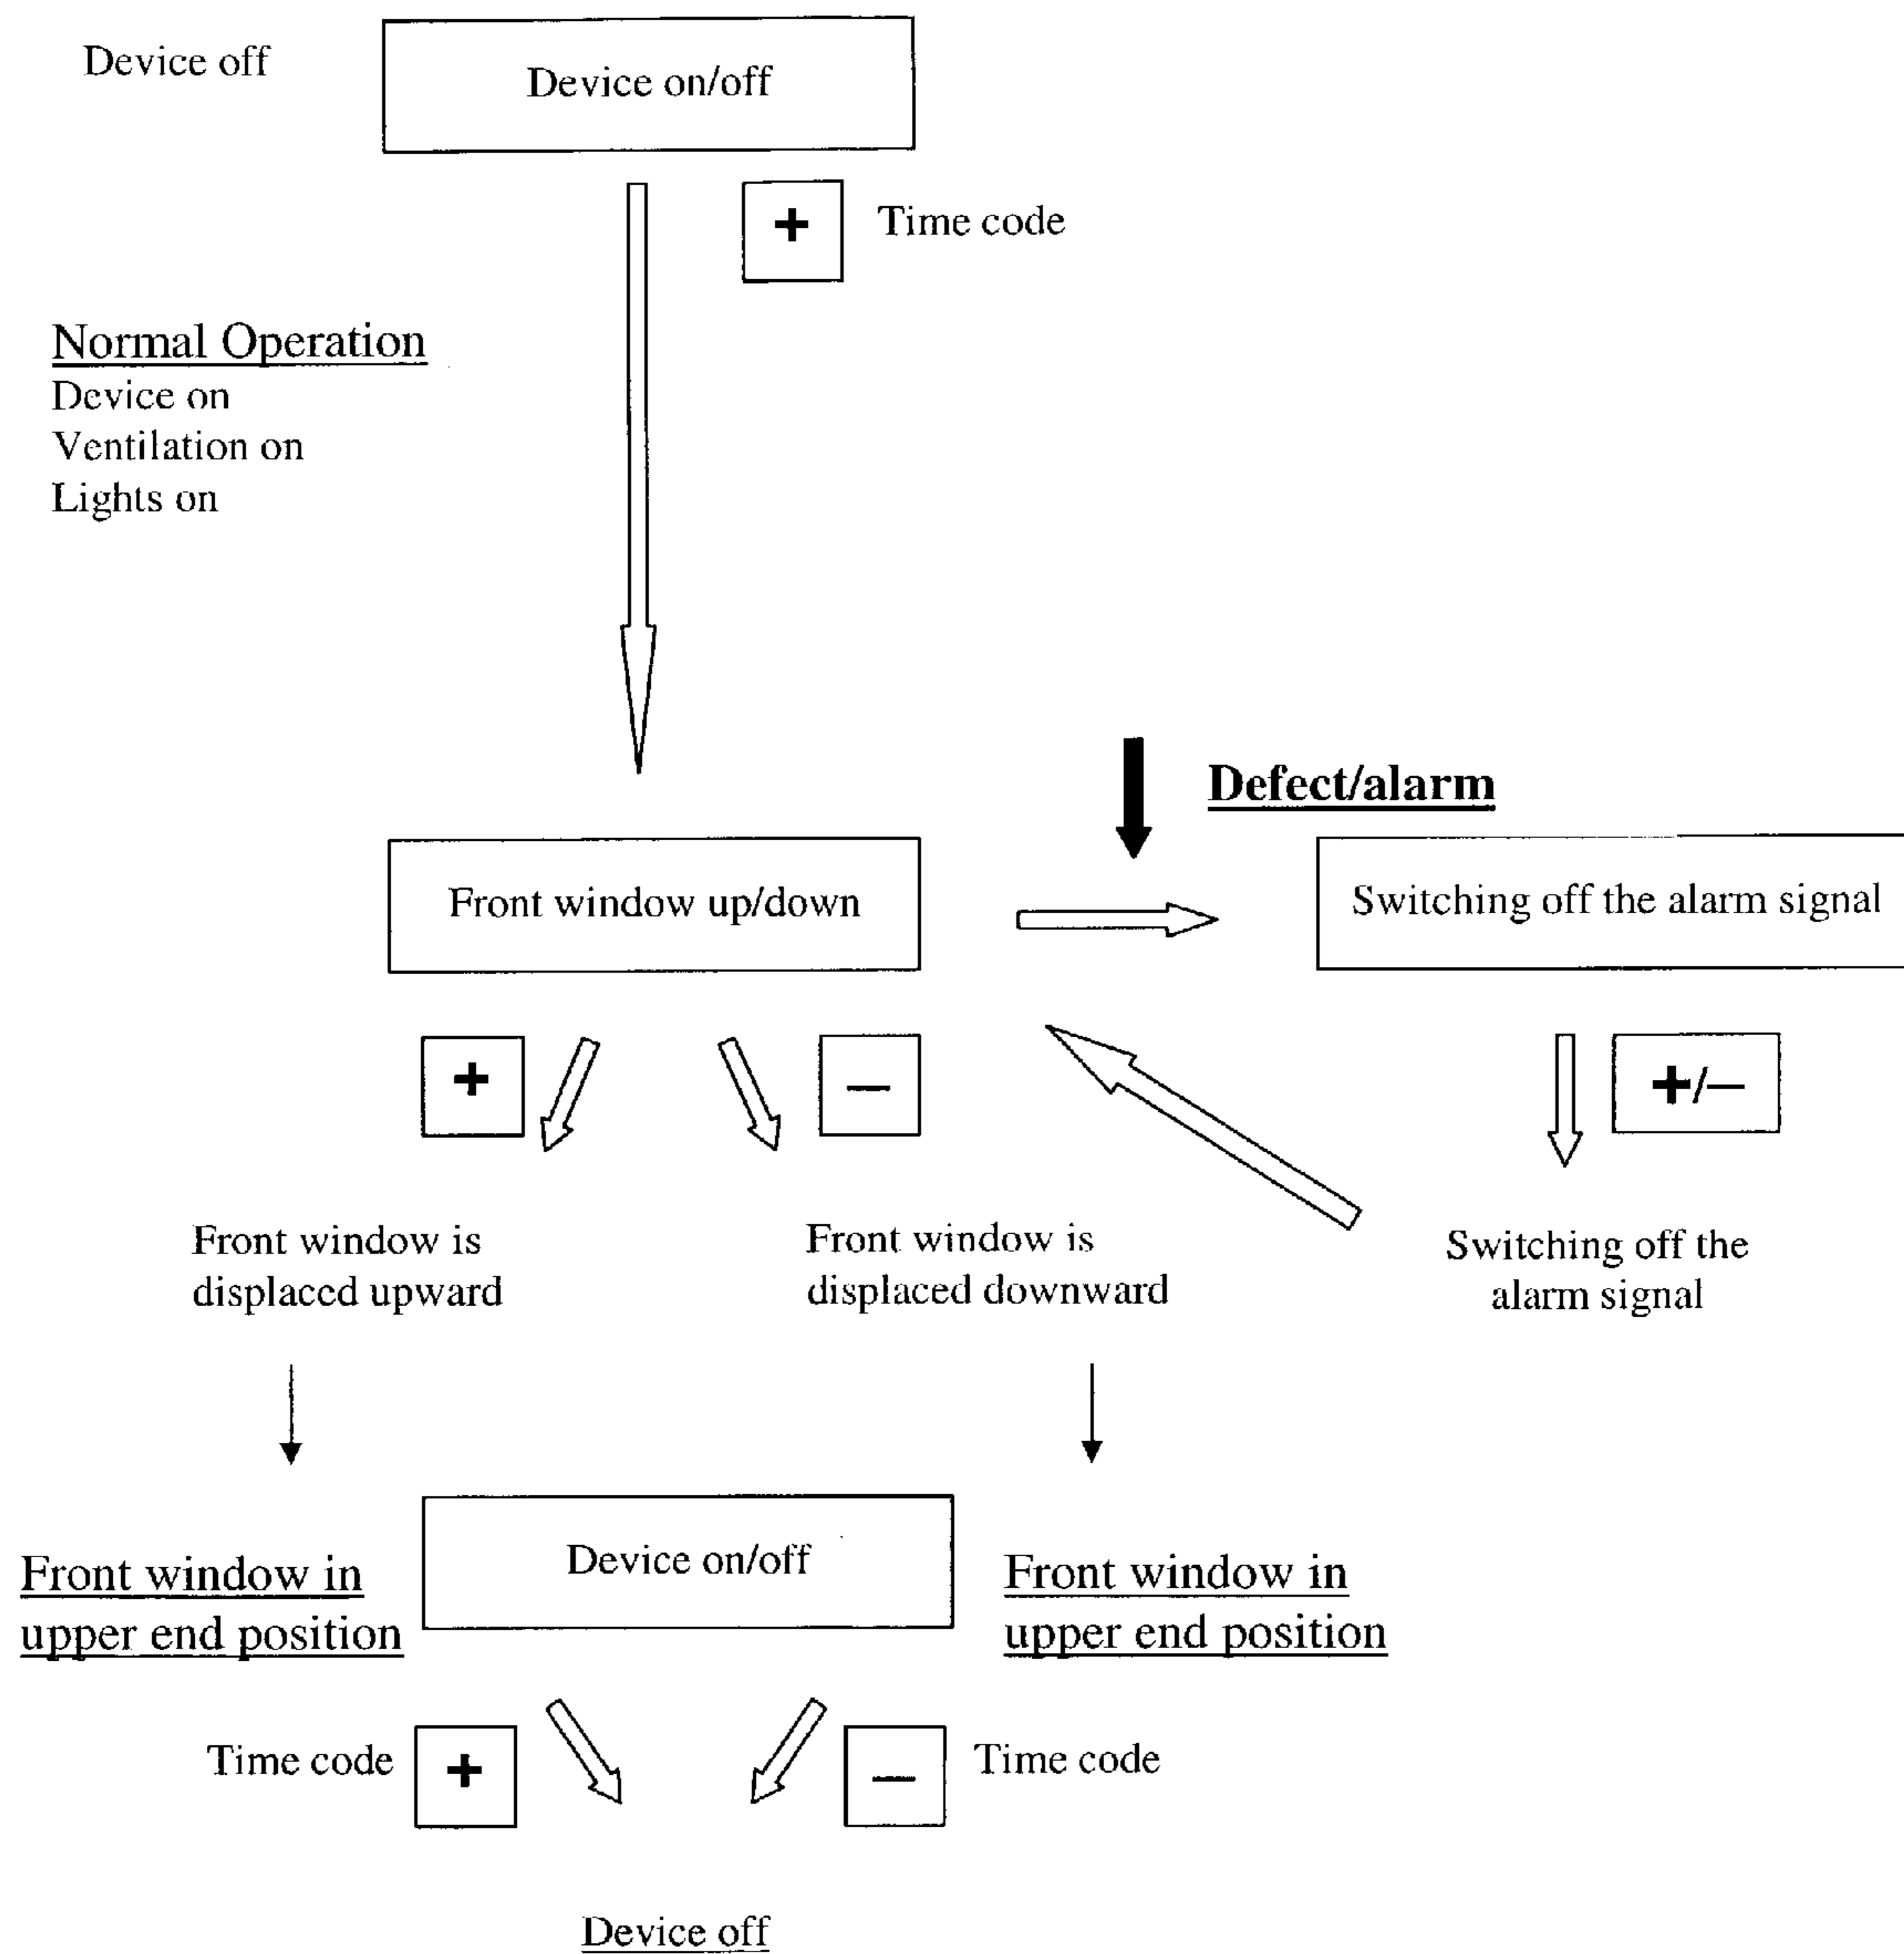 Device off
Device on/off
+
Time code
Normal Operation
Device on
Ventilation on
Lights on
Defect/alarm
Front window up/down
Switching off the alarm signal
+
–
+/–
Front window is
displaced upward
Front window is
displaced downward
Switching off the
alarm signal
Front window in
upper end position
Device on/off
Front window in
upper end position
Time code
+
–
Time code
Device off